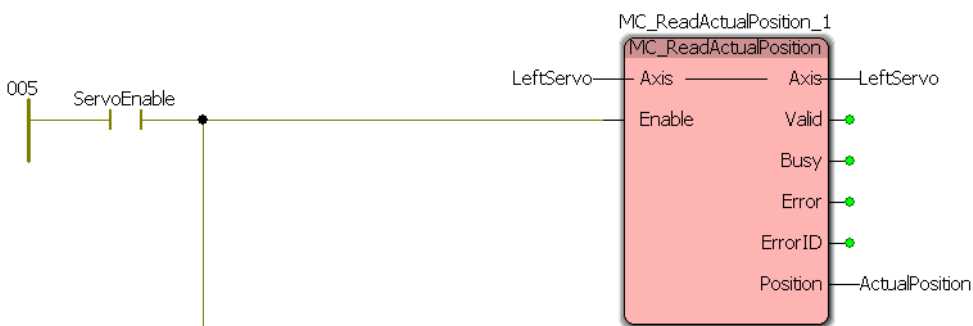 MC_ReadActualPosition_1
MC_ReadActualPosition
LeftServo Axis Axis LeftServo
005
ServoEnable
Enable Valid
Busy
Error
ErrorID
Position ActualPosition